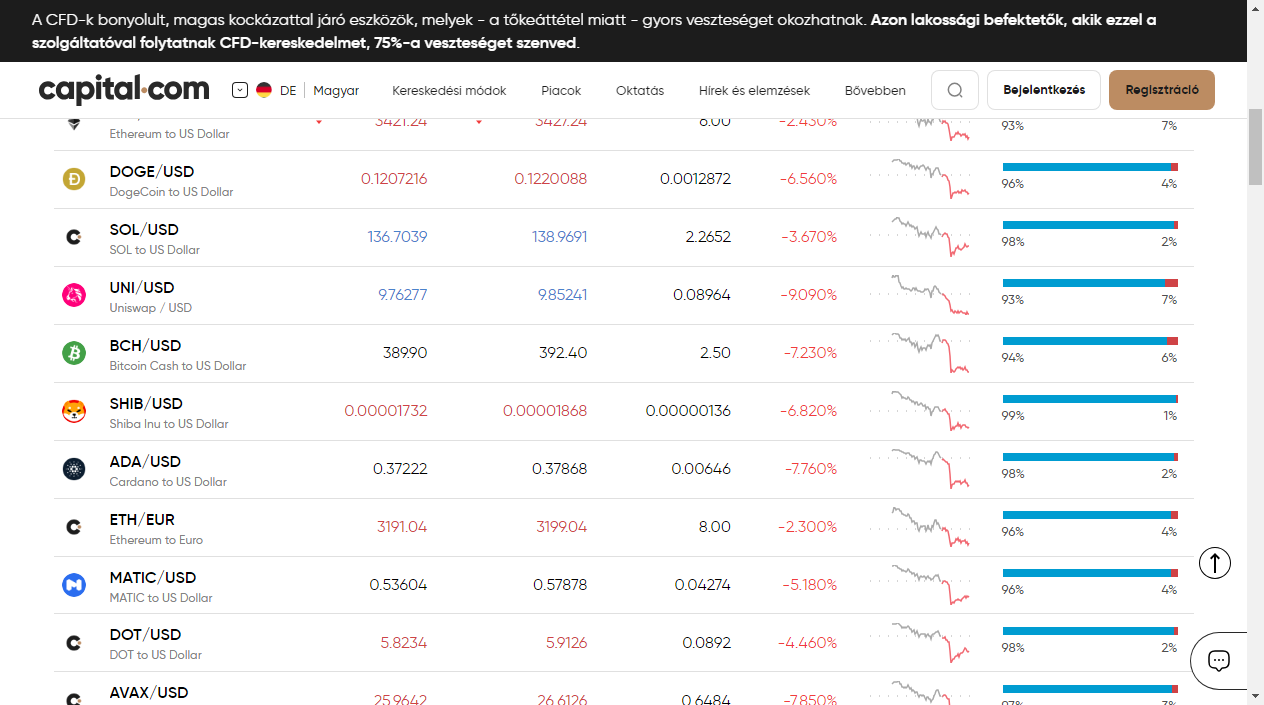 A CFD-k bonyolult, magas kockázattal járó eszközök, melyek - a tőkeáttétel miatt - gyors veszteséget okozhatnak. Azon lakossági befektetők, akik ezzel a
szolgáltatóval folytatnak CFD-kereskedelmet, 75%-a veszteséget szenved.
capital.com DE Magyar Kereskedési módok Piacok Oktatás Hírek és elemzések Bővebben Bejelentkezés Regisztráció
3421.24 3427.24 6.00 -2.430%
Ethereum to US Dollar 93% 7%
DOGE/USD 0.1207216 0.1220088 0.0012872 -6.560%
DogeCoin to US Dollar 96% 4%
SOL/USD 136.7039 138.9691 2.2652 -3.670%
SOL to US Dollar 98% 2%
UNI/USD 9.76277 9.85241 0.08964 -9.090%
Uniswap / USD 93% 7%
BCH/USD 389.90 392.40 2.50 -7.230%
Bitcoin Cash to US Dollar 94% 6%
SHIB/USD 0.00001732 0.00001868 0.00000136 -6.820%
Shiba Inu to US Dollar 99% 1%
ADA/USD 0.37222 0.37868 0.00646 -7.760%
Cardano to US Dollar 98% 2%
ETH/EUR 3191.04 3199.04 8.00 -2.300%
Ethereum to Euro 96% 4%
MATIC/USD 0.53604 0.57878 0.04274 -5.180%
MATIC to US Dollar 96% 4%
DOT/USD 5.8234 5.9126 0.0892 -4.460%
DOT to US Dollar 98% 2%
AVAX/USD 25.9642 26.6126 0.6484 -7.850%